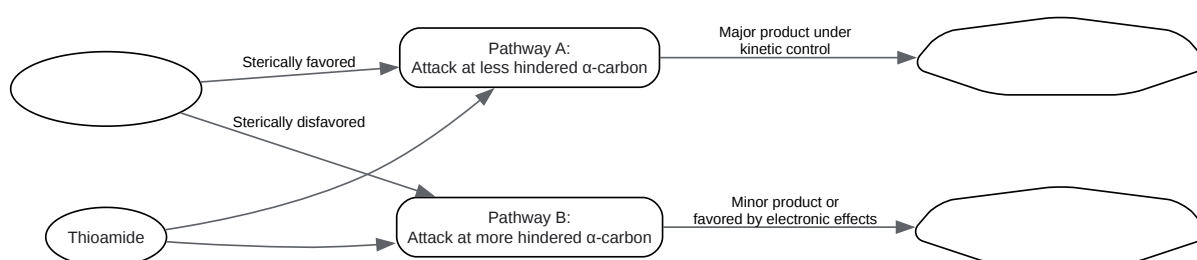 Sterically favored
Sterically disfavored
Thioamide
Pathway A:
Attack at less hindered α-carbon
Pathway B:
Attack at more hindered α-carbon
Major product under
kinetic control
Minor product or
favored by electronic effects